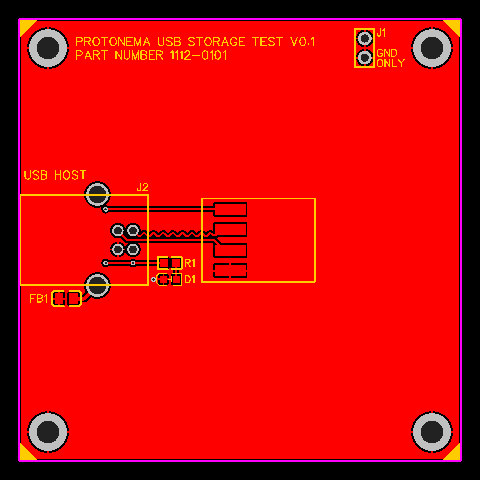 PROTONEMA USB STORAGE TEST V0.1
PART NUMBER 1112-0101
J1
GND
ONLY
USB HOST
J2
R1
D1
FB1